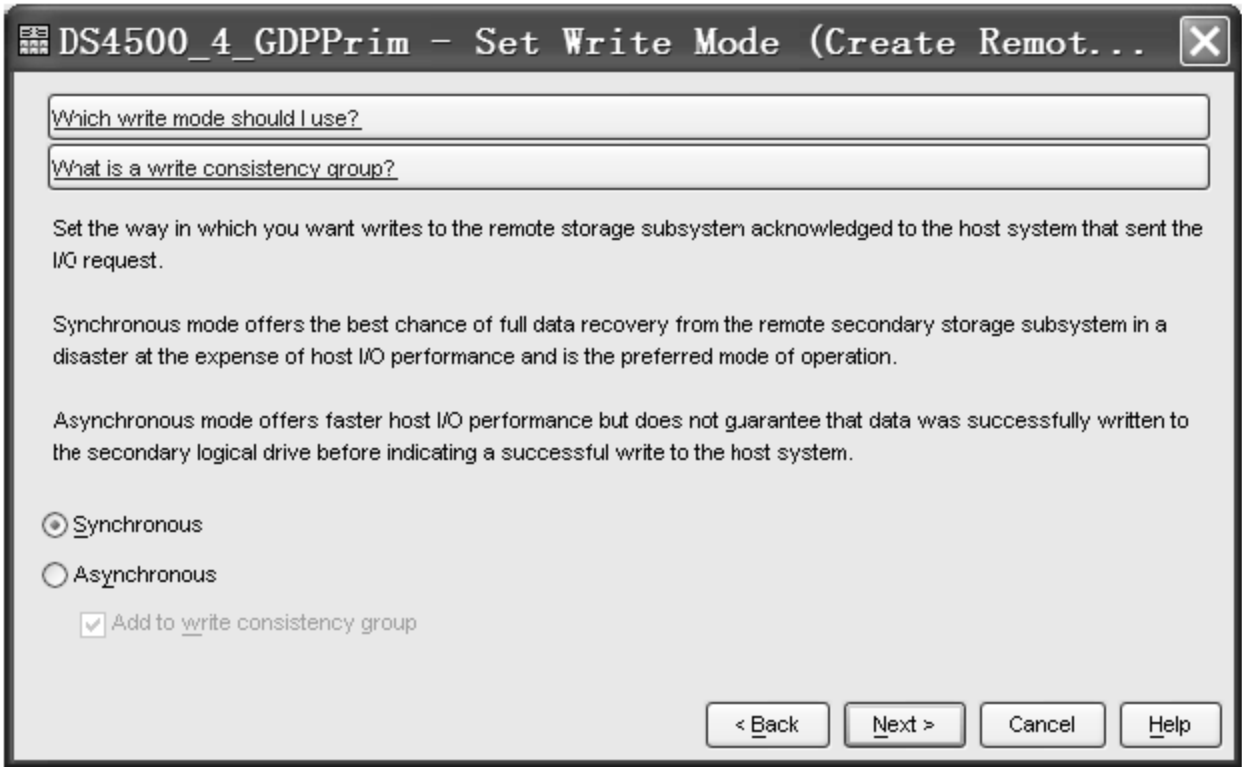 DS4500_4_GDPPrim - Set Write Mode (Create Remot...
Which write mode should I use?
What is a write consistency group?
Set the way in which you want writes to the remote storage subsystem acknowledged to the host system that sent the
I/O request.
Synchronous mode offers the best chance of full data recovery from the remote secondary storage subsystem in a
disaster at the expense of host I/O performance and is the preferred mode of operation.
Asynchronous mode offers faster host I/O performance but does not guarantee that data was successfully written to
the secondary logical drive before indicating a successful write to the host system.
Synchronous
Asynchronous
Add to write consistency group
< Back Next > Cancel Help